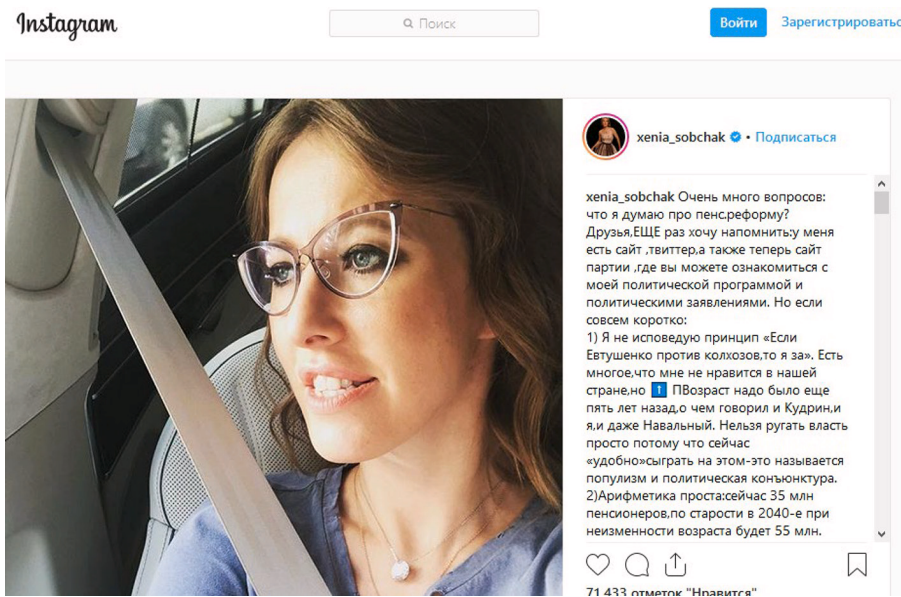 Instagram
Поиск
Войти
Зарегистрироватьс
xenia_sobchak • Подписаться
xenia_sobchak Очень много вопросов:
что я думаю про пенс.реформу?
Друзья,ЕЩЕ раз хочу напомнить:у меня
есть сайт ,твиттер,а также теперь сайт
партии ,где вы можете ознакомиться с
моей политической программой и
политическими заявлениями. Но если
совсем коротко:
1) Я не исповедую принцип «Если
Евтушенко против колхозов,то я за». Есть
многое,что мне не нравится в нашей
стране,но ⬆ ПВозраст надо было еще
пять лет назад,о чем говорил и Кудрин,и
я,и даже Навальный. Нельзя ругать власть
просто потому что сейчас
«удобно»сыграть на этом-это называется
популизм и политическая конъюнктура.
2)Арифметика проста:сейчас 35 млн
пенсионеров,по старости в 2040-е при
неизменности возраста будет 55 млн.
71 433 отметок "Нравится"